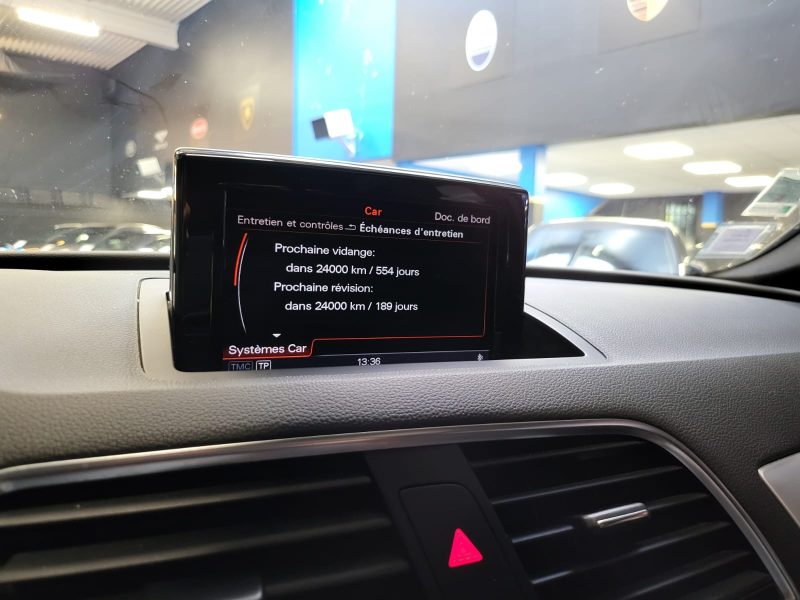 Car
Doc. de bord
Entretien et contrôles Échéances d'entretien
Prochaine vidange:
dans 24000 km / 554 jours
Prochaine révision:
dans 24000 km / 189 jours
Systèmes Car
TMC TP
13:36